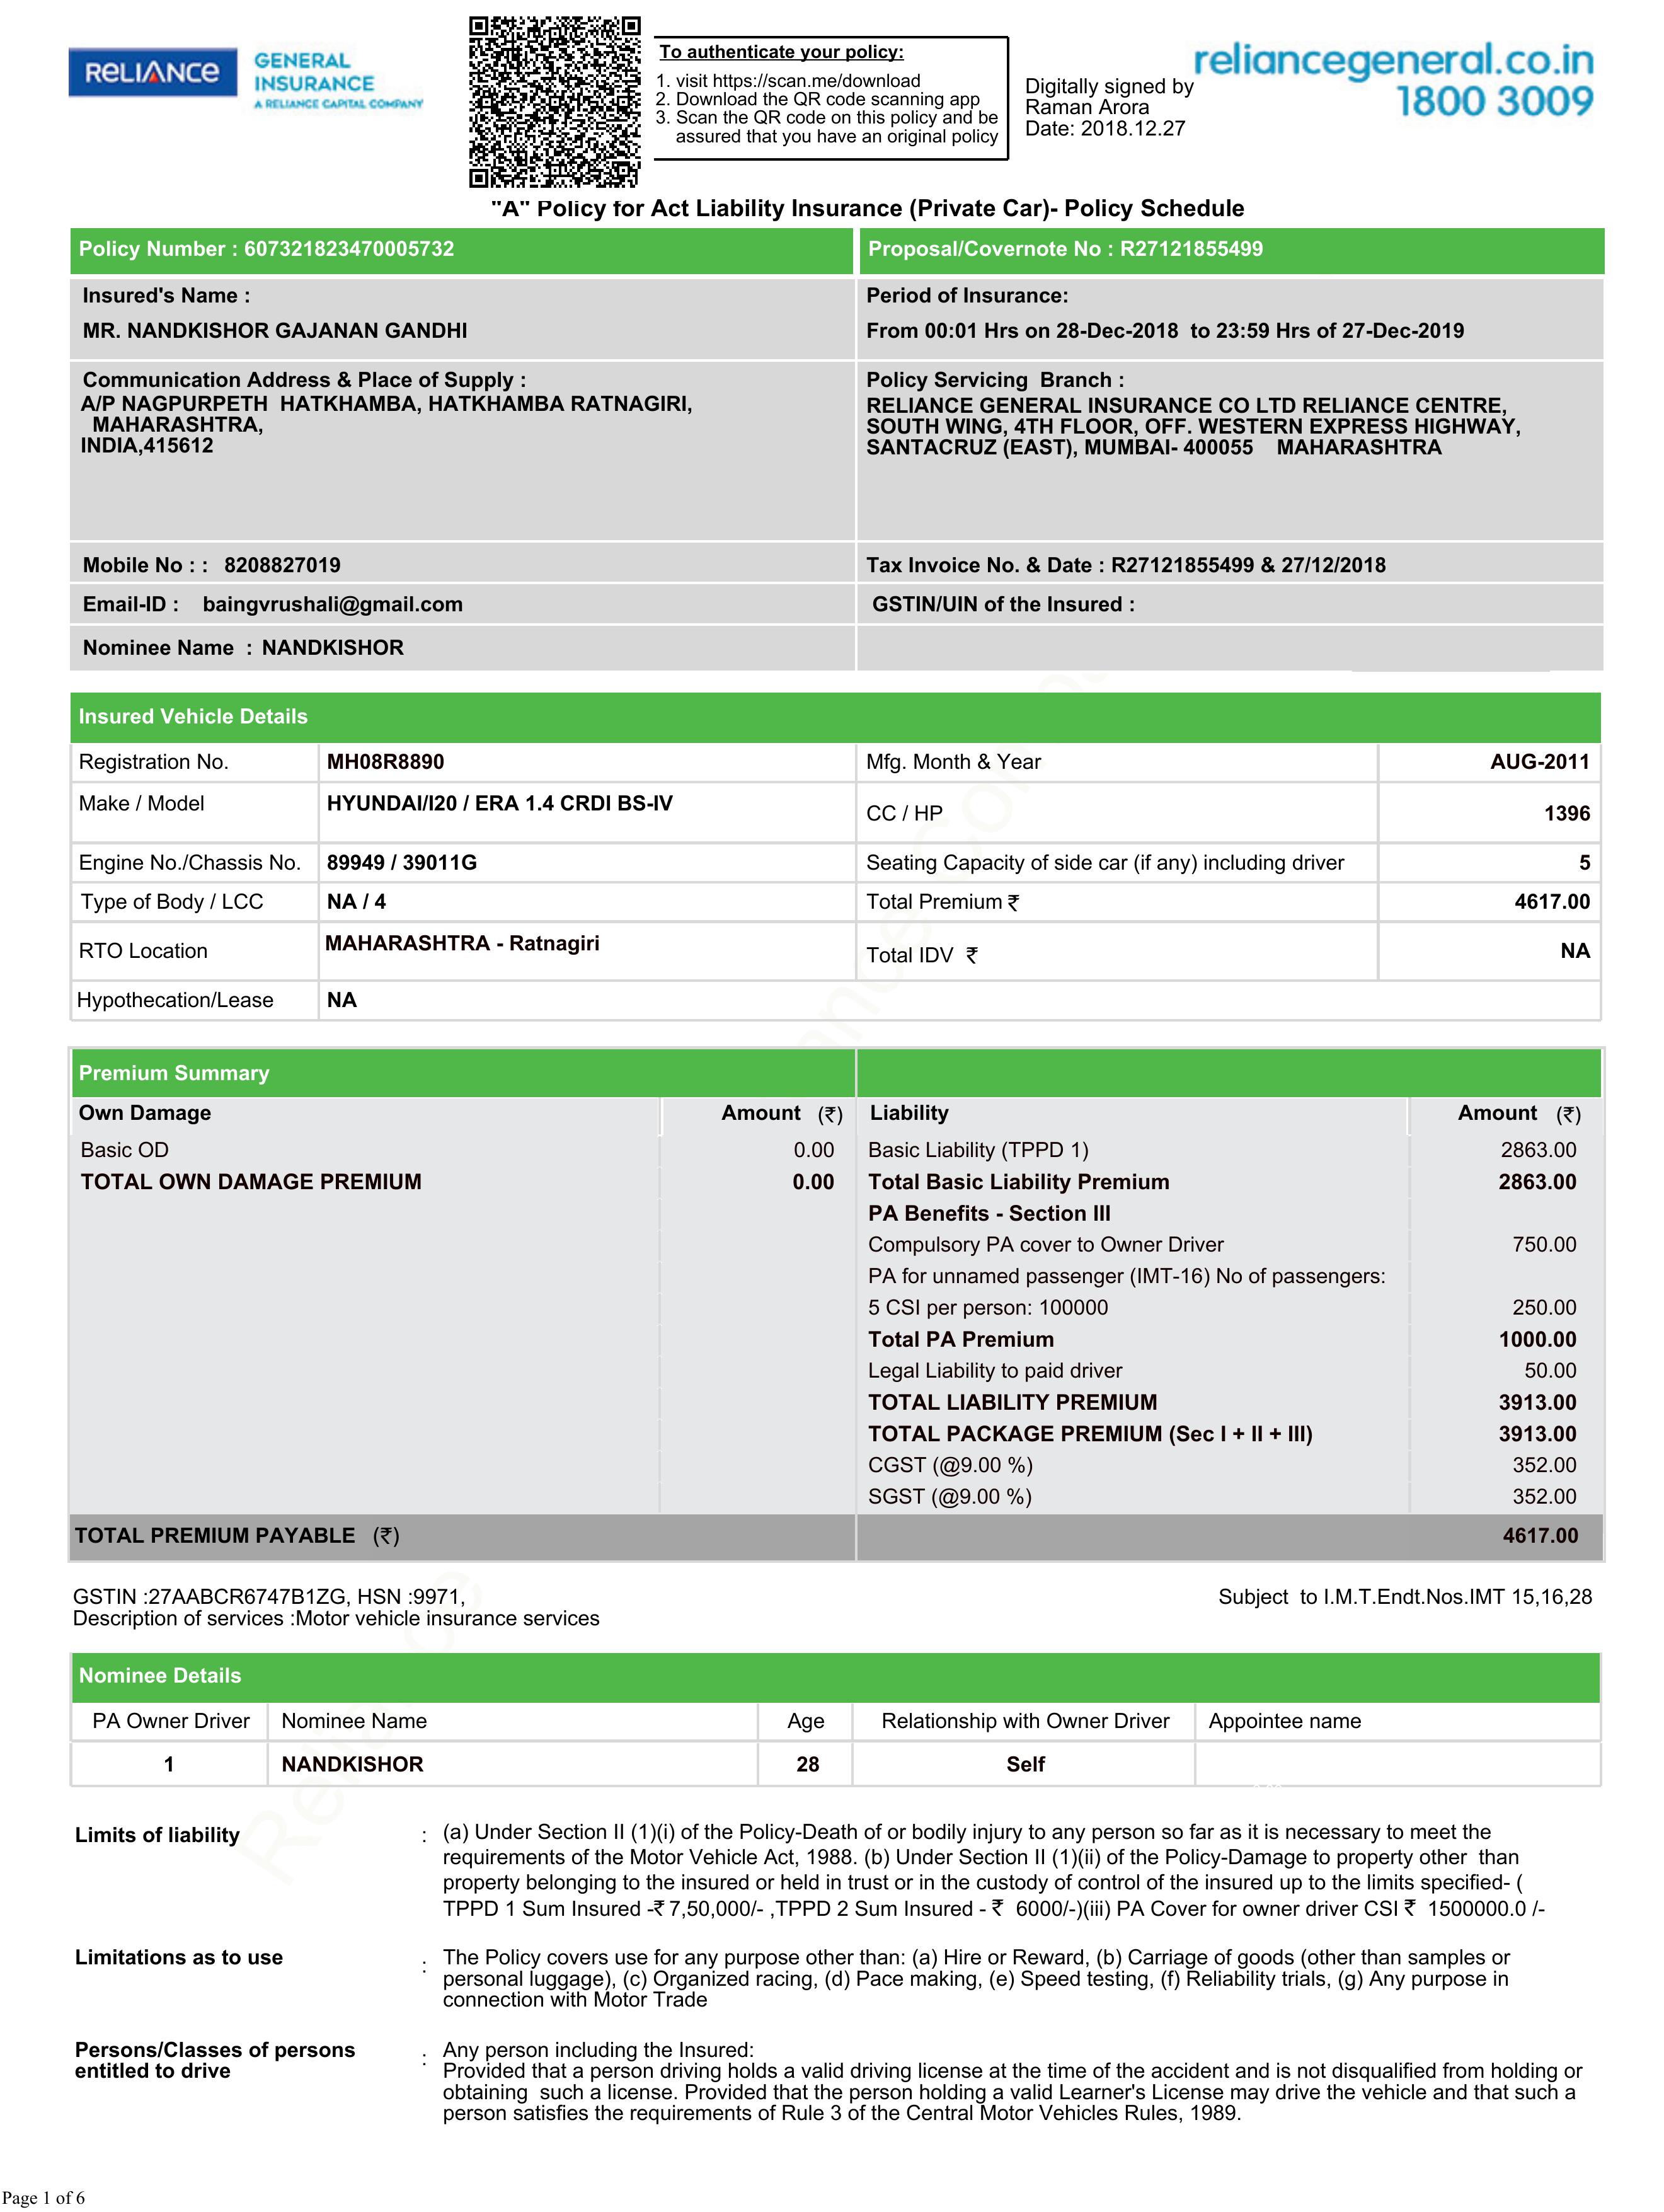 RELIANCE GENERAL
INSURANCE
A RELIANCE CAPITAL COMPANY
To authenticate your policy:
1. visit https://scan.me/download
2. Download the QR code scanning app
3. Scan the QR code on this policy and be
assured that you have an original policy
Digitally signed by
Raman Arora
Date: 2018.12.27
reliancegeneral.co.in
1800 3009
"A" Policy for Act Liability Insurance (Private Car)- Policy Schedule
Policy Number : 607321823470005732 Proposal/Covernote No : R27121855499
Insured's Name : Period of Insurance:
MR. NANDKISHOR GAJANAN GANDHI From 00:01 Hrs on 28-Dec-2018 to 23:59 Hrs of 27-Dec-2019
Communication Address & Place of Supply :
A/P NAGPURPETH HATKHAMBA, HATKHAMBA RATNAGIRI,
MAHARASHTRA,
INDIA,415612
Policy Servicing Branch :
RELIANCE GENERAL INSURANCE CO LTD RELIANCE CENTRE,
SOUTH WING, 4TH FLOOR, OFF. WESTERN EXPRESS HIGHWAY,
SANTACRUZ (EAST), MUMBAI- 400055 MAHARASHTRA
Mobile No : : 8208827019 Tax Invoice No. & Date : R27121855499 & 27/12/2018
Email-ID : baingvrushali@gmail.com GSTIN/UIN of the Insured :
Nominee Name : NANDKISHOR
Insured Vehicle Details
Registration No. MH08R8890 Mfg. Month & Year AUG-2011
Make / Model HYUNDAI/I20 / ERA 1.4 CRDI BS-IV CC / HP 1396
Engine No./Chassis No. 89949 / 39011G Seating Capacity of side car (if any) including driver 5
Type of Body / LCC NA / 4 Total Premium ₹ 4617.00
RTO Location MAHARASHTRA - Ratnagiri Total IDV ₹ NA
Hypothecation/Lease NA
Premium Summary
Own Damage Amount (₹) Liability Amount (₹)
Basic OD 0.00 Basic Liability (TPPD 1) 2863.00
TOTAL OWN DAMAGE PREMIUM 0.00 Total Basic Liability Premium 2863.00
PA Benefits - Section III
Compulsory PA cover to Owner Driver 750.00
PA for unnamed passenger (IMT-16) No of passengers:
5 CSI per person: 100000 250.00
Total PA Premium 1000.00
Legal Liability to paid driver 50.00
TOTAL LIABILITY PREMIUM 3913.00
TOTAL PACKAGE PREMIUM (Sec I + II + III) 3913.00
CGST (@9.00 %) 352.00
SGST (@9.00 %) 352.00
TOTAL PREMIUM PAYABLE (₹) 4617.00
GSTIN :27AABCR6747B1ZG, HSN :9971, Subject to I.M.T.Endt.Nos.IMT 15,16,28
Description of services :Motor vehicle insurance services
Nominee Details
PA Owner Driver Nominee Name Age Relationship with Owner Driver Appointee name
1 NANDKISHOR 28 Self
Limits of liability : (a) Under Section II (1)(i) of the Policy-Death of or bodily injury to any person so far as it is necessary to meet the
requirements of the Motor Vehicle Act, 1988. (b) Under Section II (1)(ii) of the Policy-Damage to property other than
property belonging to the insured or held in trust or in the custody of control of the insured up to the limits specified- (
TPPD 1 Sum Insured -₹ 7,50,000/- ,TPPD 2 Sum Insured - ₹ 6000/-)(iii) PA Cover for owner driver CSI ₹ 1500000.0 /-
Limitations as to use : The Policy covers use for any purpose other than: (a) Hire or Reward, (b) Carriage of goods (other than samples or
personal luggage), (c) Organized racing, (d) Pace making, (e) Speed testing, (f) Reliability trials, (g) Any purpose in
connection with Motor Trade
Persons/Classes of persons
entitled to drive : Any person including the Insured:
Provided that a person driving holds a valid driving license at the time of the accident and is not disqualified from holding or
obtaining such a license. Provided that the person holding a valid Learner's License may drive the vehicle and that such a
person satisfies the requirements of Rule 3 of the Central Motor Vehicles Rules, 1989.
Page 1 of 6